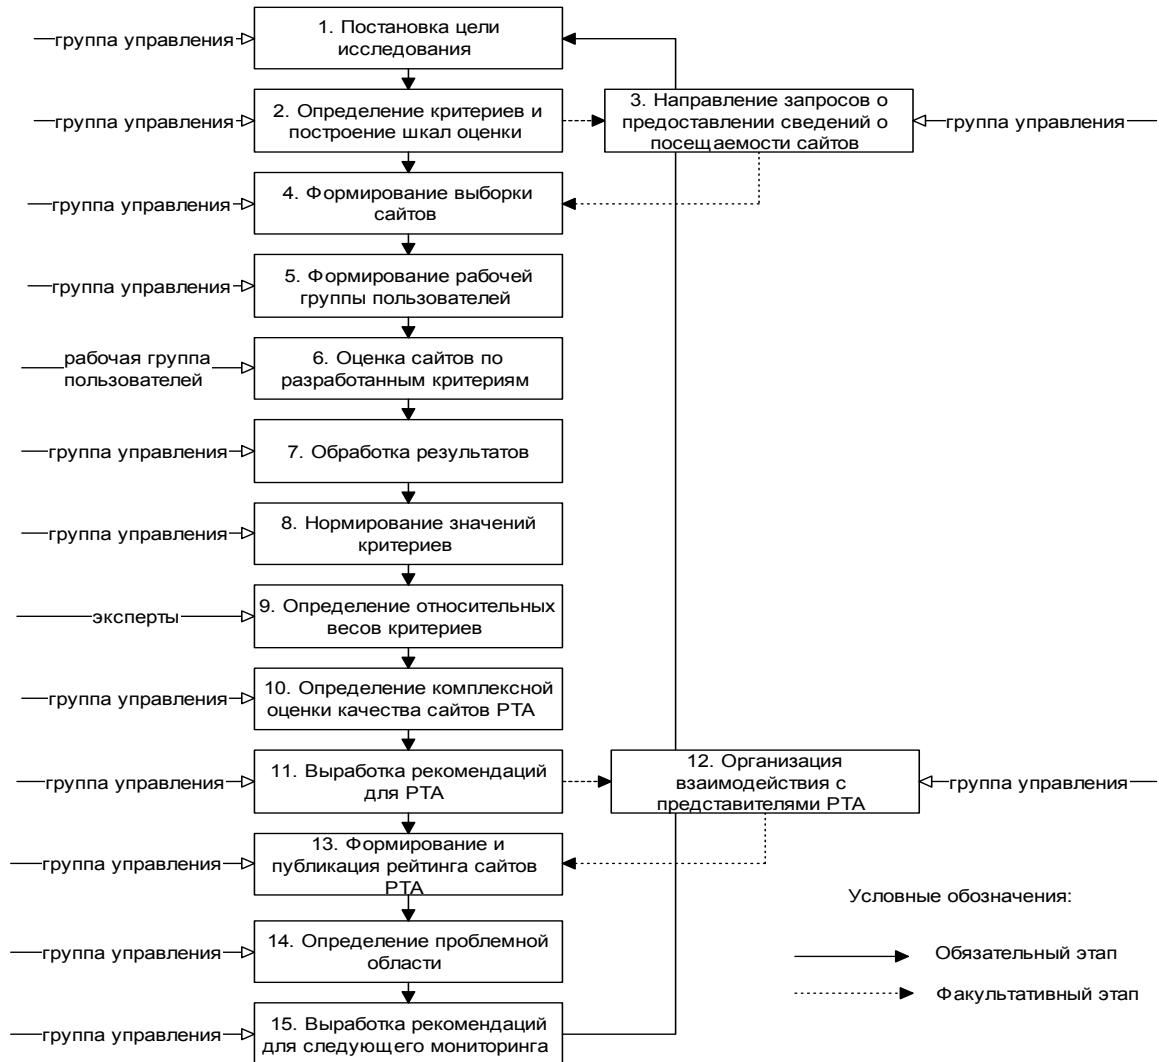 группа управления
1. Постановка цели
исследования
группа управления
2. Определение критериев и
построение шкал оценки
3. Направление запросов о
предоставлении сведений о
посещаемости сайтов
группа управления
группа управления
4. Формирование выборки
сайтов
группа управления
5. Формирование рабочей
группы пользователей
рабочая группа
пользователей
6. Оценка сайтов по
разработанным критериям
группа управления
7. Обработка результатов
группа управления
8. Нормирование значений
критериев
эксперты
9. Определение относительных
весов критериев
группа управления
10. Определение комплексной
оценки качества сайтов РТА
группа управления
11. Выработка рекомендаций
для РТА
12. Организация
взаимодействия с
представителями РТА
группа управления
группа управления
13. Формирование и
публикация рейтинга сайтов
РТА
группа управления
14. Определение проблемной
области
группа управления
15. Выработка рекомендаций
для следующего мониторинга
Условные обозначения:
Обязательный этап
Факультативный этап